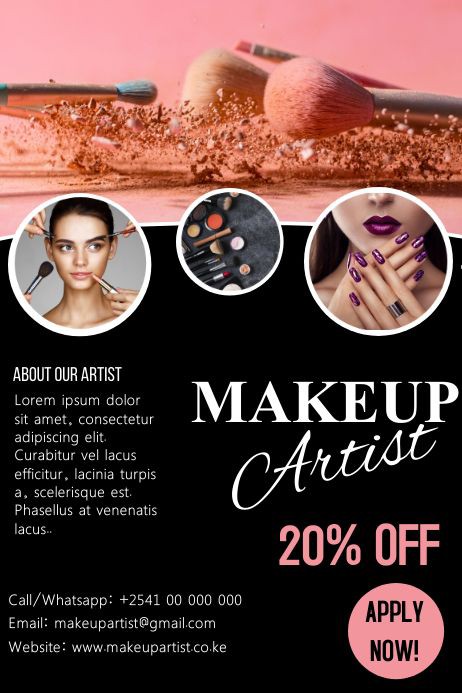 ABOUT OUR ARTIST
Lorem ipsum dolor
sit amet, consectetur
adipiscing elit.
Curabitur vel lacus
efficitur, lacinia turpis
a, scelerisque est.
Phasellus at venenatis
lacus..
MAKEUP
Artist
20% OFF
Call/Whatsapp: +2541 00 000 000
Email: makeupartist@gmail.com
Website: www.makeupartist.co.ke
APPLY
NOW!